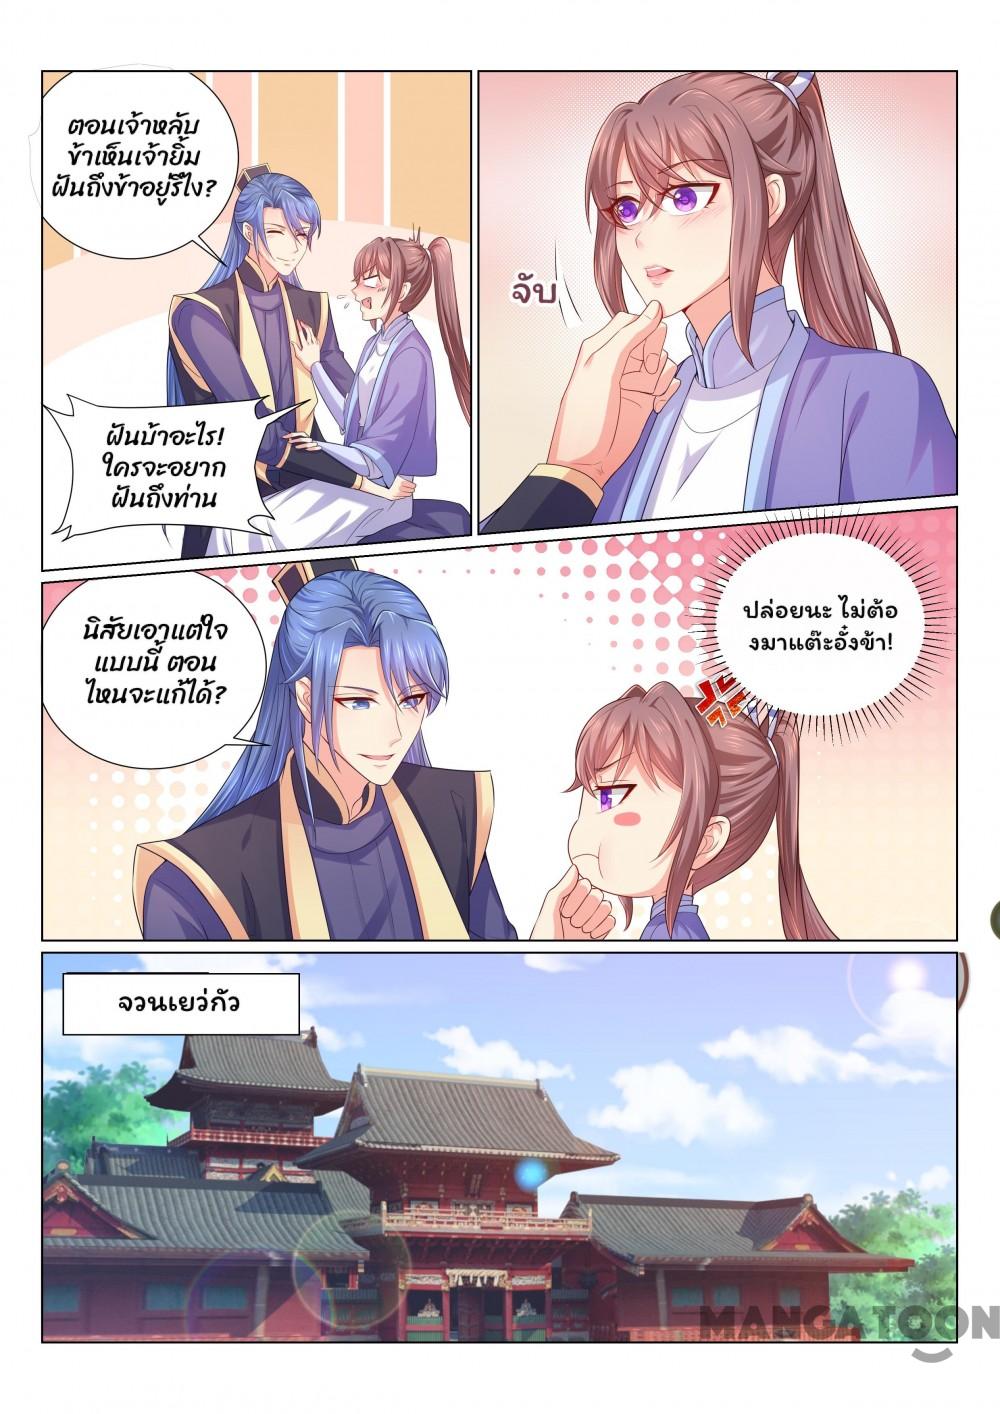 ตอนเจ้าหลับ
ข้าเห็นเจ้ายิ้ม
ฝันถึงข้าอยู่รึไง?
ฝันบ้าอะไร!
ใครจะอยาก
ฝันถึงท่าน
จับ
นิสัยเอาแต่ใจ
แบบนี้ ตอน
ไหนจะแก้ได้?
ปล่อยนะ ไม่ต้อ
งมาแต๊ะอั๋งข้า!
จวนเยว่กัว
MANGATOON